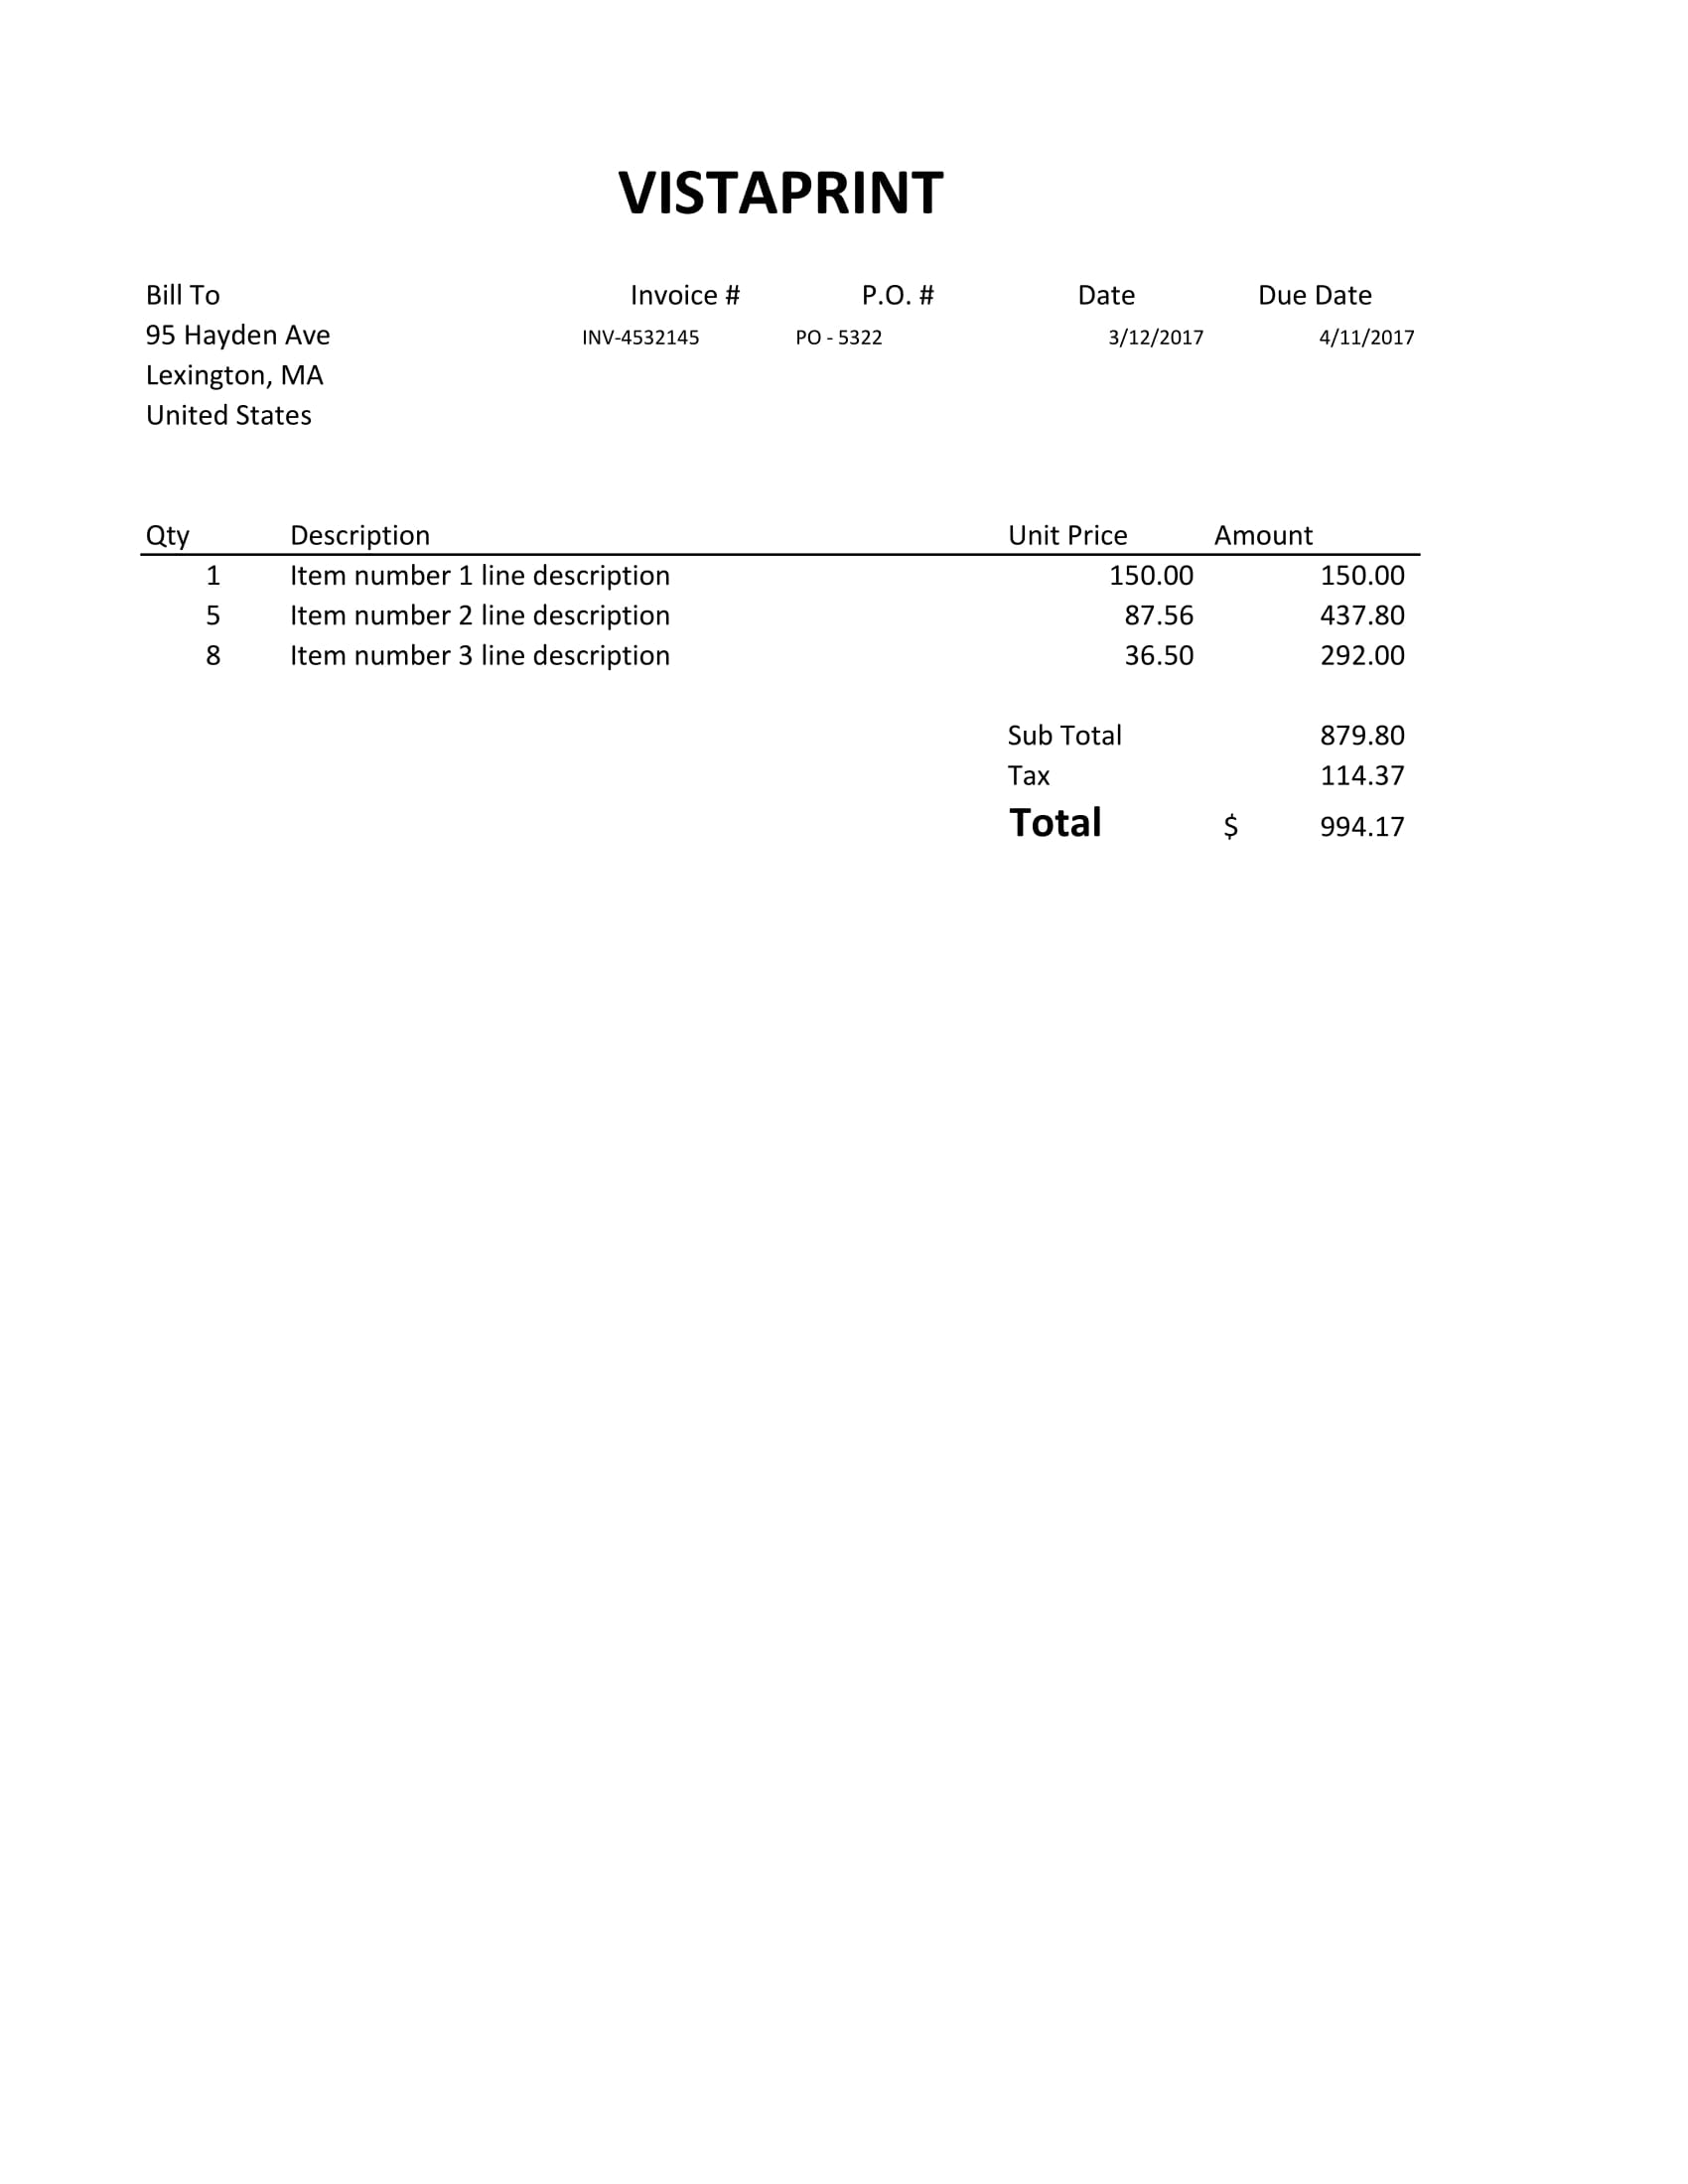 VISTAPRINT
Bill To Invoice # P.O. # Date Due Date
95 Hayden Ave INV-4532145 PO - 5322 3/12/2017 4/11/2017
Lexington, MA
United States
Qty Description Unit Price Amount
1 Item number 1 line description 150.00 150.00
5 Item number 2 line description 87.56 437.80
8 Item number 3 line description 36.50 292.00
Sub Total 879.80
Tax 114.37
Total $ 994.17